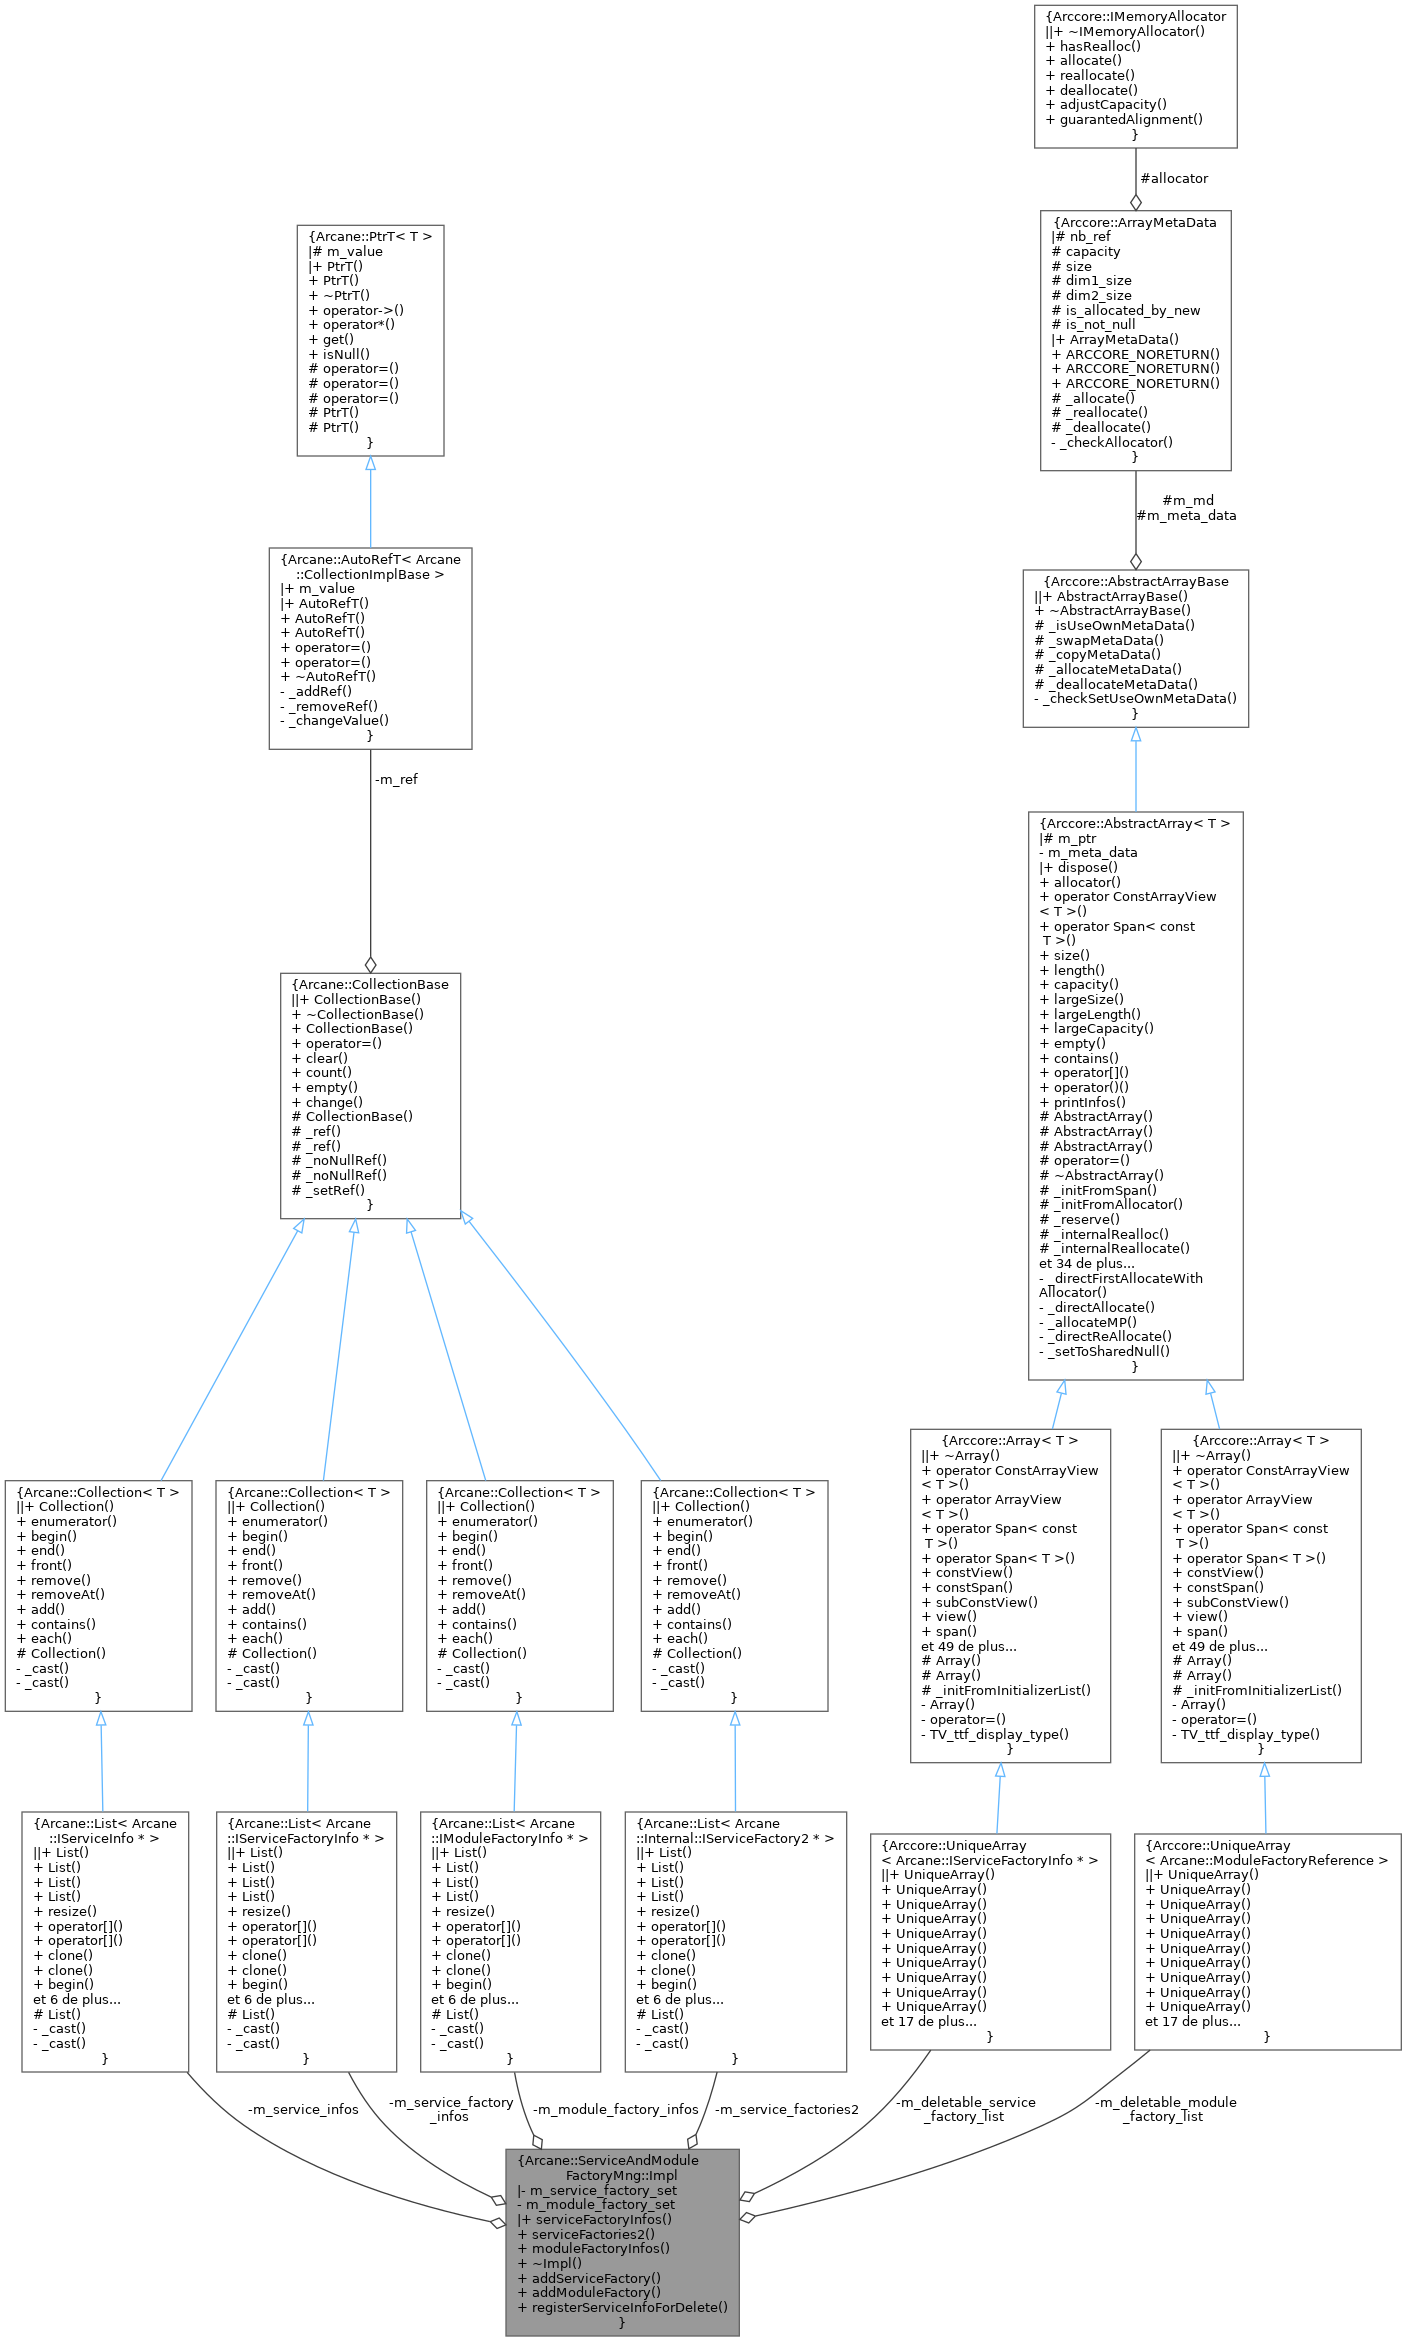 {Arccore::IMemoryAllocator
||+ ~IMemoryAllocator()
+ hasRealloc()
+ allocate()
+ reallocate()
+ deallocate()
+ adjustCapacity()
+ guarantedAlignment()
}
#allocator
{Arccore::ArrayMetaData
|# nb_ref
# capacity
# size
# dim1_size
# dim2_size
# is_allocated_by_new
# is_not_null
|+ ArrayMetaData()
+ ARCCORE_NORETURN()
+ ARCCORE_NORETURN()
+ ARCCORE_NORETURN()
# _allocate()
# _reallocate()
# _deallocate()
- _checkAllocator()
}
{Arcane::PtrT< T >
|# m_value
|+ PtrT()
+ PtrT()
+ ~PtrT()
+ operator->()
+ operator*()
+ get()
+ isNull()
# operator=()
# operator=()
# operator=()
# PtrT()
# PtrT()
}
#m_md
#m_meta_data
{Arcane::AutoRefT< Arcane
::CollectionImplBase >
|+ m_value
|+ AutoRefT()
+ AutoRefT()
+ AutoRefT()
+ operator=()
+ operator=()
+ ~AutoRefT()
- _addRef()
- _removeRef()
- _changeValue()
}
{Arccore::AbstractArrayBase
||+ AbstractArrayBase()
+ ~AbstractArrayBase()
# _isUseOwnMetaData()
# _swapMetaData()
# _copyMetaData()
# _allocateMetaData()
# _deallocateMetaData()
- _checkSetUseOwnMetaData()
}
-m_ref
{Arccore::AbstractArray< T >
|# m_ptr
- m_meta_data
|+ dispose()
+ allocator()
+ operator ConstArrayView
< T >()
+ operator Span< const
T >()
+ size()
+ length()
+ capacity()
+ largeSize()
+ largeLength()
+ largeCapacity()
+ empty()
+ contains()
+ operator[]()
+ operator()()
+ printInfos()
# AbstractArray()
# AbstractArray()
# AbstractArray()
# operator=()
# ~AbstractArray()
# _initFromSpan()
# _initFromAllocator()
# _reserve()
# _internalRealloc()
# _internalReallocate()
et 34 de plus...
- _directFirstAllocateWith
Allocator()
- _directAllocate()
- _allocateMP()
- _directReAllocate()
- _setToSharedNull()
}
{Arcane::CollectionBase
||+ CollectionBase()
+ ~CollectionBase()
+ CollectionBase()
+ operator=()
+ clear()
+ count()
+ empty()
+ change()
# CollectionBase()
# _ref()
# _ref()
# _noNullRef()
# _noNullRef()
# _setRef()
}
{Arcane::Collection< T >
||+ Collection()
+ enumerator()
+ begin()
+ end()
+ front()
+ remove()
+ removeAt()
+ add()
+ contains()
+ each()
# Collection()
- _cast()
- _cast()
}
{Arcane::Collection< T >
||+ Collection()
+ enumerator()
+ begin()
+ end()
+ front()
+ remove()
+ removeAt()
+ add()
+ contains()
+ each()
# Collection()
- _cast()
- _cast()
}
{Arcane::Collection< T >
||+ Collection()
+ enumerator()
+ begin()
+ end()
+ front()
+ remove()
+ removeAt()
+ add()
+ contains()
+ each()
# Collection()
- _cast()
- _cast()
}
{Arcane::Collection< T >
||+ Collection()
+ enumerator()
+ begin()
+ end()
+ front()
+ remove()
+ removeAt()
+ add()
+ contains()
+ each()
# Collection()
- _cast()
- _cast()
}
{Arccore::Array< T >
||+ ~Array()
+ operator ConstArrayView
< T >()
+ operator ArrayView
< T >()
+ operator Span< const
T >()
+ operator Span< T >()
+ constView()
+ constSpan()
+ subConstView()
+ view()
+ span()
et 49 de plus...
# Array()
# Array()
# _initFromInitializerList()
- Array()
- operator=()
- TV_ttf_display_type()
}
{Arccore::Array< T >
||+ ~Array()
+ operator ConstArrayView
< T >()
+ operator ArrayView
< T >()
+ operator Span< const
T >()
+ operator Span< T >()
+ constView()
+ constSpan()
+ subConstView()
+ view()
+ span()
et 49 de plus...
# Array()
# Array()
# _initFromInitializerList()
- Array()
- operator=()
- TV_ttf_display_type()
}
{Arcane::List< Arcane
::IServiceInfo * >
||+ List()
+ List()
+ List()
+ List()
+ resize()
+ operator[]()
+ operator[]()
+ clone()
+ clone()
+ begin()
et 6 de plus...
# List()
- _cast()
- _cast()
}
{Arcane::List< Arcane
::IServiceFactoryInfo * >
||+ List()
+ List()
+ List()
+ List()
+ resize()
+ operator[]()
+ operator[]()
+ clone()
+ clone()
+ begin()
et 6 de plus...
# List()
- _cast()
- _cast()
}
{Arcane::List< Arcane
::IModuleFactoryInfo * >
||+ List()
+ List()
+ List()
+ List()
+ resize()
+ operator[]()
+ operator[]()
+ clone()
+ clone()
+ begin()
et 6 de plus...
# List()
- _cast()
- _cast()
}
{Arcane::List< Arcane
::Internal::IServiceFactory2 * >
||+ List()
+ List()
+ List()
+ List()
+ resize()
+ operator[]()
+ operator[]()
+ clone()
+ clone()
+ begin()
et 6 de plus...
# List()
- _cast()
- _cast()
}
{Arccore::UniqueArray
< Arcane::IServiceFactoryInfo * >
||+ UniqueArray()
+ UniqueArray()
+ UniqueArray()
+ UniqueArray()
+ UniqueArray()
+ UniqueArray()
+ UniqueArray()
+ UniqueArray()
+ UniqueArray()
+ UniqueArray()
et 17 de plus...
}
{Arccore::UniqueArray
< Arcane::ModuleFactoryReference >
||+ UniqueArray()
+ UniqueArray()
+ UniqueArray()
+ UniqueArray()
+ UniqueArray()
+ UniqueArray()
+ UniqueArray()
+ UniqueArray()
+ UniqueArray()
+ UniqueArray()
et 17 de plus...
}
-m_service_infos
-m_service_factory
_infos
-m_module_factory_infos
-m_service_factories2
-m_deletable_service
_factory_list
-m_deletable_module
_factory_list
{Arcane::ServiceAndModule
FactoryMng::Impl
|- m_service_factory_set
- m_module_factory_set
|+ serviceFactoryInfos()
+ serviceFactories2()
+ moduleFactoryInfos()
+ ~Impl()
+ addServiceFactory()
+ addModuleFactory()
+ registerServiceInfoForDelete()
}